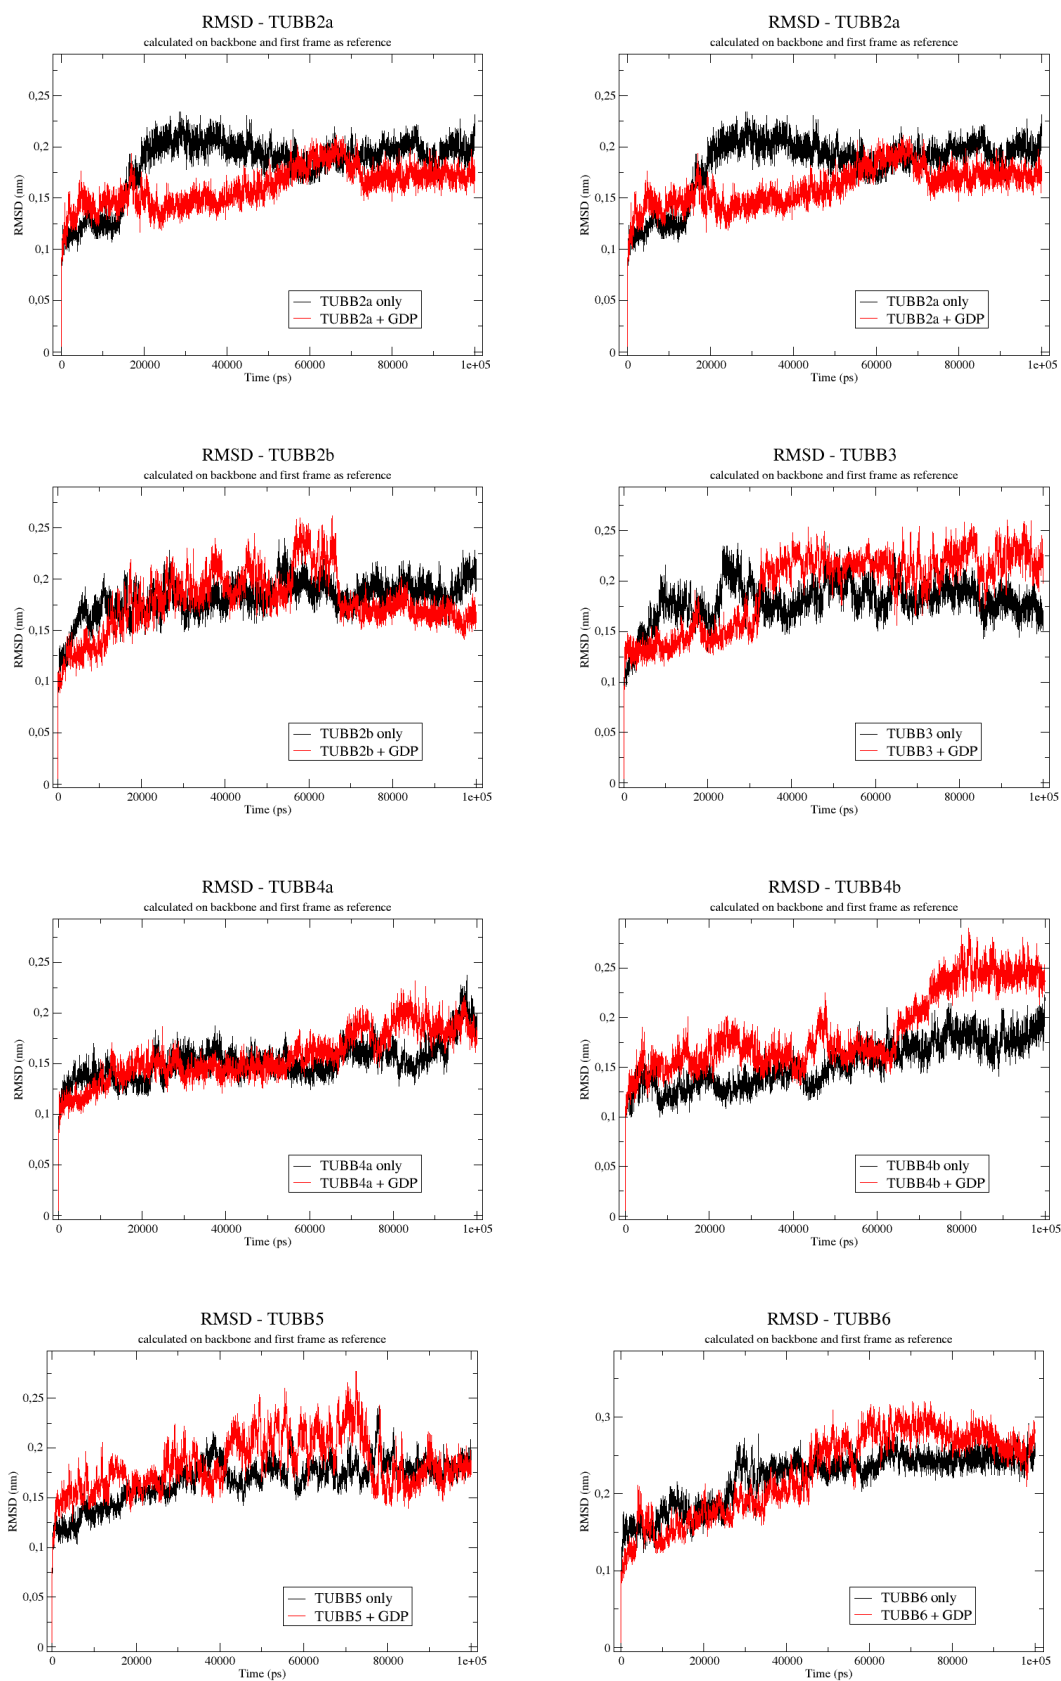 RMSD - TUBB2a
calculated on backbone and first frame as reference
0,25
0,2
0,15
0,1
0,05
0
RMSD (nm)
TUBB2a only
TUBB2a + GDP
0 20000 40000 60000 80000 1e+05
Time (ps)
RMSD - TUBB2a
calculated on backbone and first frame as reference
0,25
0,2
0,15
0,1
0,05
0
RMSD (nm)
TUBB2a only
TUBB2a + GDP
0 20000 40000 60000 80000 1e+05
Time (ps)
RMSD - TUBB2b
calculated on backbone and first frame as reference
0,25
0,2
0,15
0,1
0,05
0
RMSD (nm)
TUBB2b only
TUBB2b + GDP
0 20000 40000 60000 80000 1e+05
Time (ps)
RMSD - TUBB3
calculated on backbone and first frame as reference
0,25
0,2
0,15
0,1
0,05
0
RMSD (nm)
TUBB3 only
TUBB3 + GDP
0 20000 40000 60000 80000 1e+05
Time (ps)
RMSD - TUBB4a
calculated on backbone and first frame as reference
0,25
0,2
0,15
0,1
0,05
0
RMSD (nm)
TUBB4a only
TUBB4a + GDP
0 20000 40000 60000 80000 1e+05
Time (ps)
RMSD - TUBB4b
calculated on backbone and first frame as reference
0,25
0,2
0,15
0,1
0,05
0
RMSD (nm)
TUBB4b only
TUBB4b + GDP
0 20000 40000 60000 80000 1e+05
Time (ps)
RMSD - TUBB5
calculated on backbone and first frame as reference
0,25
0,2
0,15
0,1
0,05
0
RMSD (nm)
TUBB5 only
TUBB5 + GDP
0 20000 40000 60000 80000 1e+05
Time (ps)
RMSD - TUBB6
calculated on backbone and first frame as reference
0,3
0,2
0,1
0
RMSD (nm)
TUBB6 only
TUBB6 + GDP
0 20000 40000 60000 80000 1e+05
Time (ps)